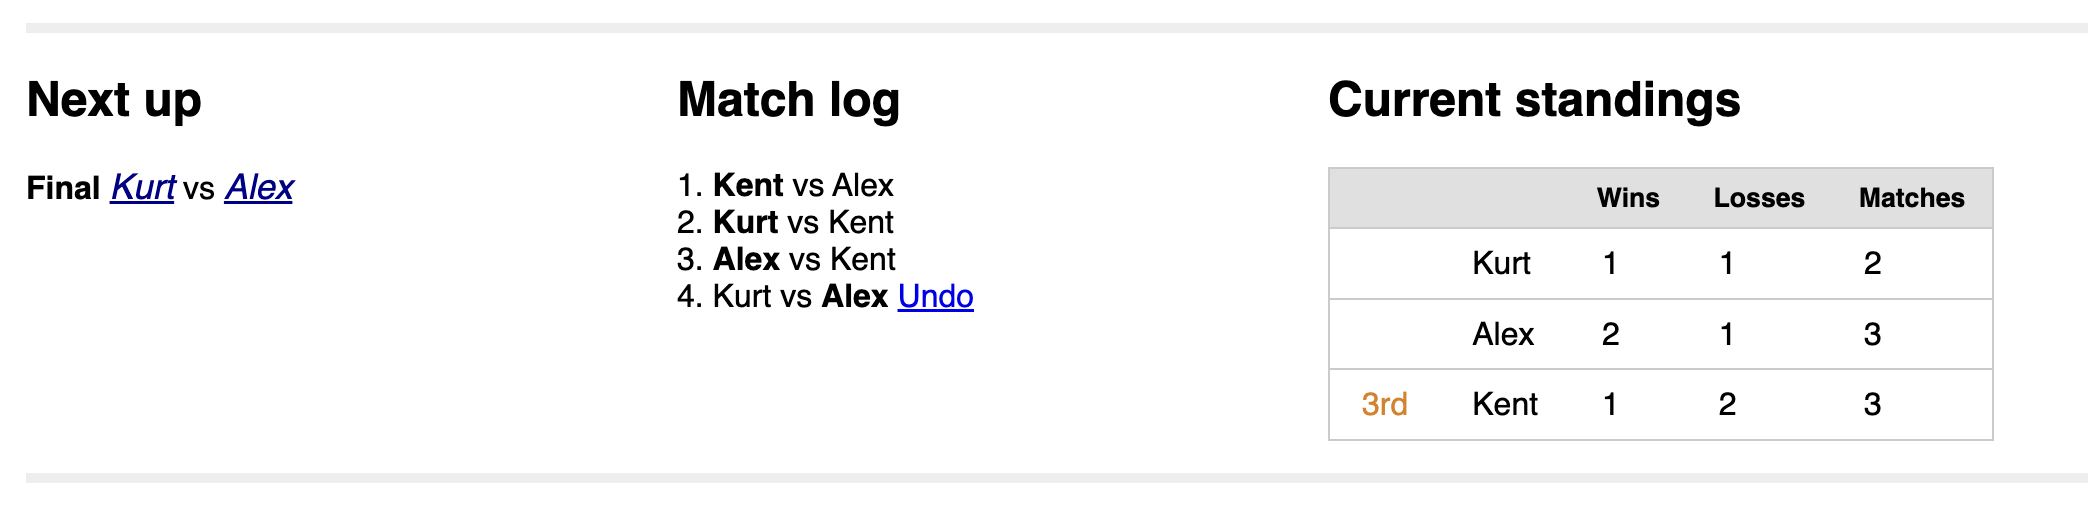 Next up
Final Kurt vs Alex
Match log
1. Kent vs Alex
2. Kurt vs Kent
3. Alex vs Kent
4. Kurt vs Alex Undo
Current standings
Wins Losses Matches
Kurt 1 1 2
Alex 2 1 3
3rd Kent 1 2 3